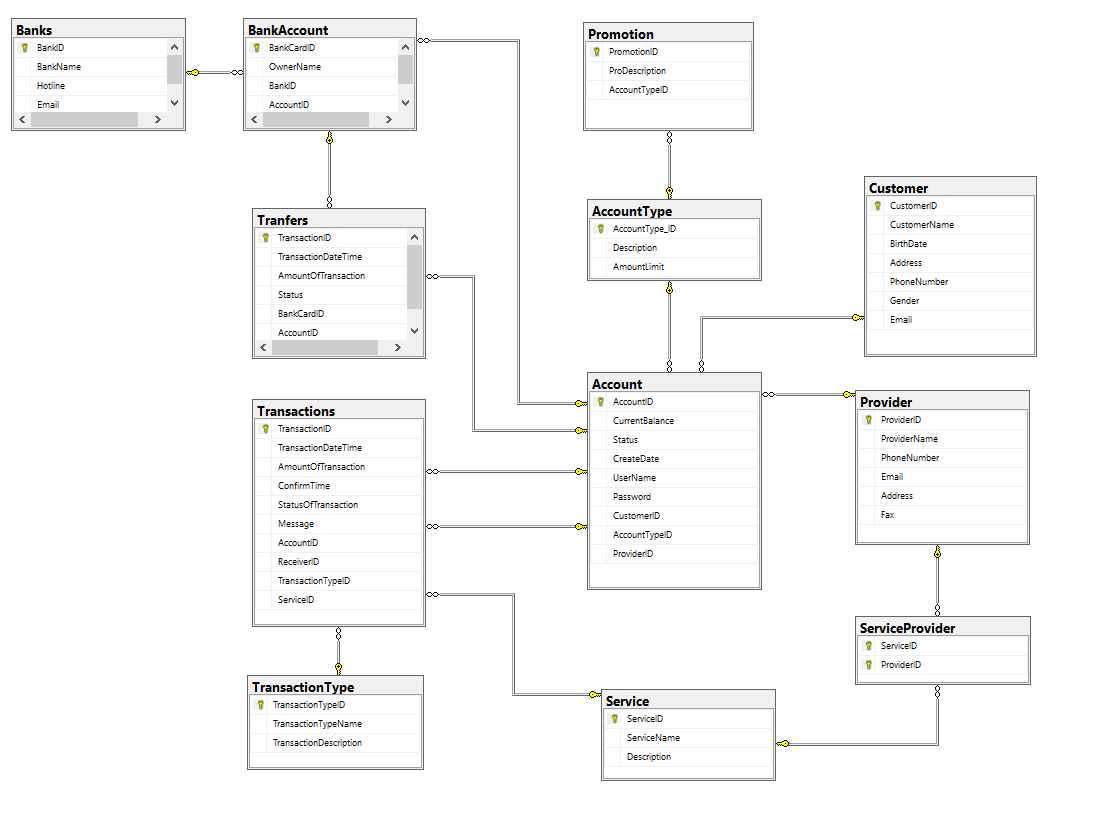 Banks
BankID
BankName
Hotline
Email
BankAccount
BankCardID
OwnerName
BankID
AccountID
Promotion
PromotionID
ProDescription
AccountTypeID
Customer
CustomerID
CustomerName
BirthDate
Address
PhoneNumber
Gender
Email
AccountType
AccountType_ID
Description
AmountLimit
Tranfers
TransactionID
TransactionDateTime
AmountOfTransaction
Status
BankCardID
AccountID
Account
AccountID
CurrentBalance
Status
CreateDate
UserName
Password
CustomerID
AccountTypeID
ProviderID
Provider
ProviderID
ProviderName
PhoneNumber
Email
Address
Fax
Transactions
TransactionID
TransactionDateTime
AmountOfTransaction
ConfirmTime
StatusOfTransaction
Message
AccountID
ReceiverID
TransactionTypeID
ServiceID
ServiceProvider
ServiceID
ProviderID
TransactionType
TransactionTypeID
TransactionTypeName
TransactionDescription
Service
ServiceID
ServiceName
Description